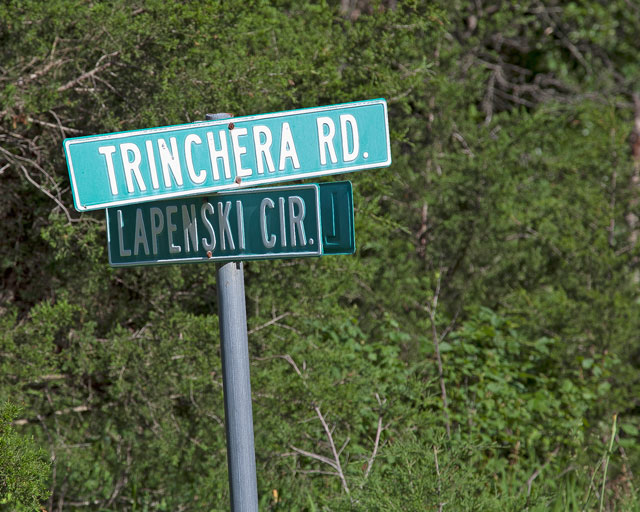 TRINCHERA RD.
LAPENSKI CIR.